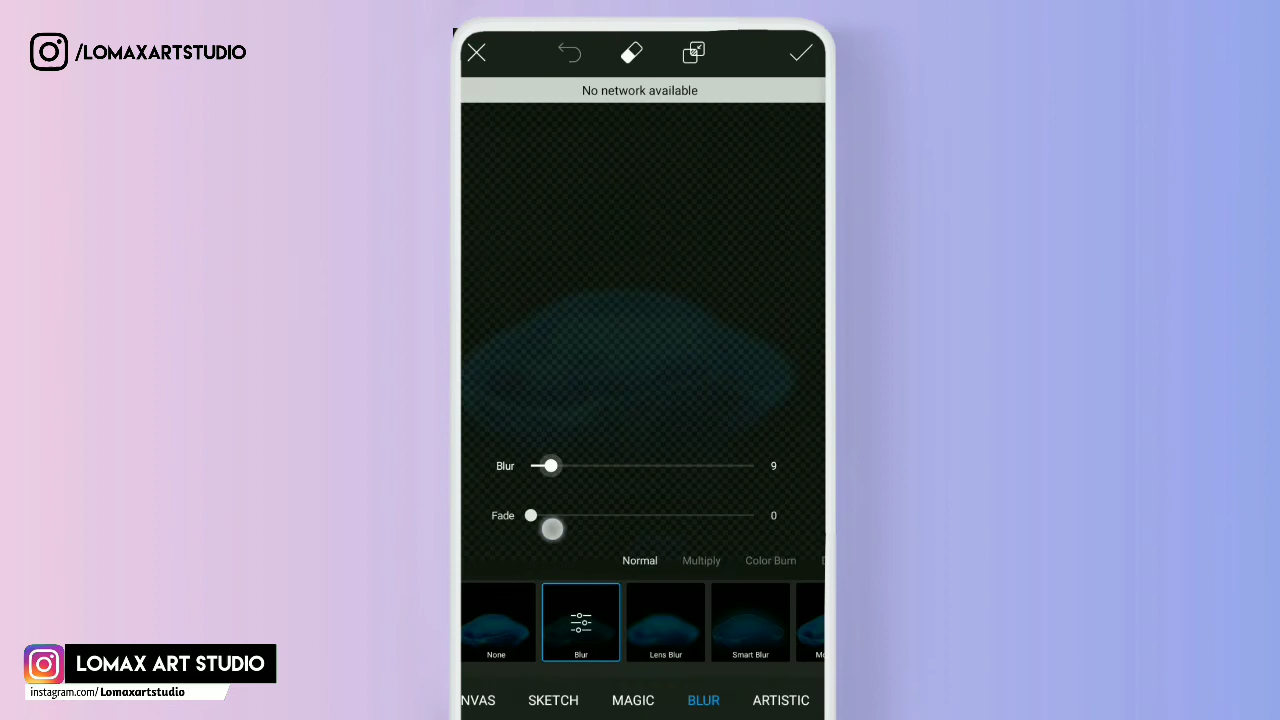 /LOMAXARTSTUDIO
No network available
Blur 9
Fade 0
Normal Multiply Color Burn
None Blur Lens Blur Smart Blur
NVAS SKETCH MAGIC BLUR ARTISTIC
LOMAX ART STUDIO
instagram.com/Lomaxartstudio